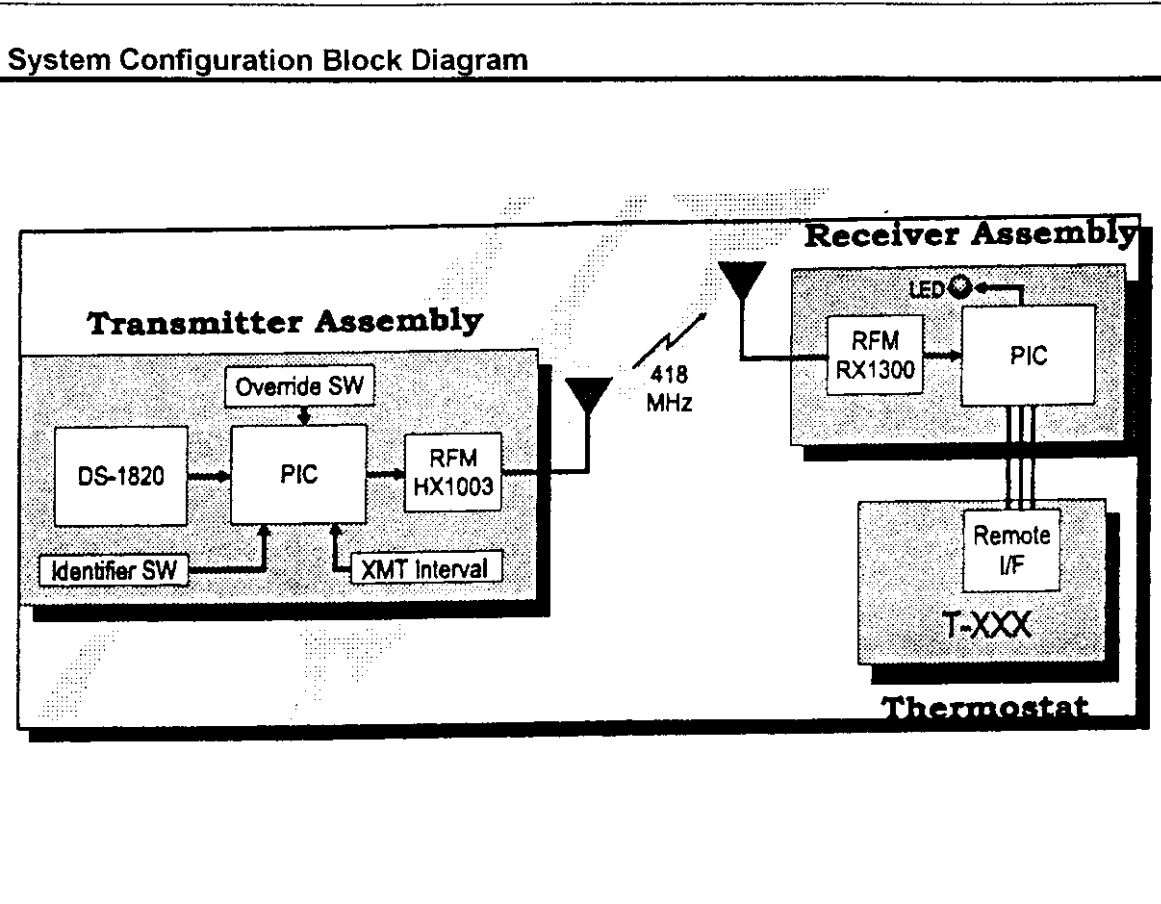 System Configuration Block Diagram
Receiver Assembly
LED
RFM
RX1300
PIC
418
MHz
Transmitter Assembly
Override SW
DS-1820
PIC
RFM
HX1003
Identifier SW
XMT Interval
Remote
I/F
T-XXX
Thermostat